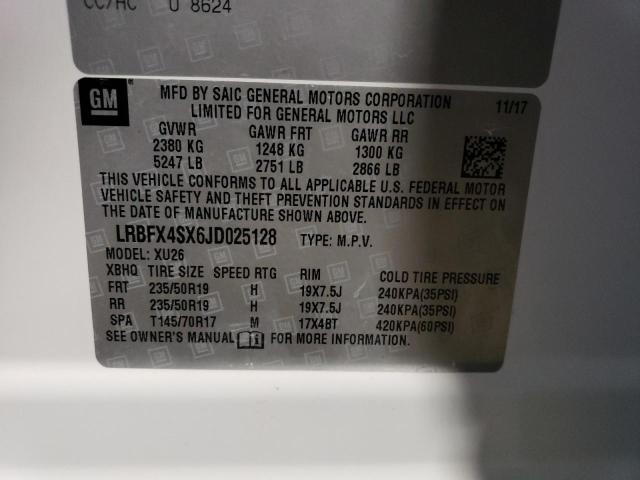 CC/HC U 8624
GM
MFD BY SAIC GENERAL MOTORS CORPORATION 11/17
LIMITED FOR GENERAL MOTORS LLC
GVWR GAWR FRT GAWR RR
2380 KG 1248 KG 1300 KG
5247 LB 2751 LB 2866 LB
THIS VEHICLE CONFORMS TO ALL APPLICABLE U.S. FEDERAL MOTOR
VEHICLE SAFETY AND THEFT PREVENTION STANDARDS IN EFFECT ON
THE DATE OF MANUFACTURE SHOWN ABOVE.
LRBFX4SX6JD025128 TYPE: M.P.V.
MODEL: XU26
XBHQ TIRE SIZE SPEED RTG RIM COLD TIRE PRESSURE
FRT 235/50R19 H 19X7.5J 240KPA(35PSI)
RR 235/50R19 H 19X7.5J 240KPA(35PSI)
SPA T145/70R17 M 17X4BT 420KPA(60PSI)
SEE OWNER'S MANUAL FOR MORE INFORMATION.